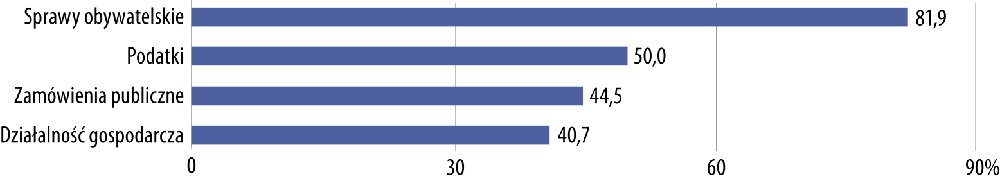 Sprawy obywatelskie 81,9
Podatki 50,0
Zamówienia publiczne 44,5
Działalność gospodarcza 40,7
0 30 60 90%